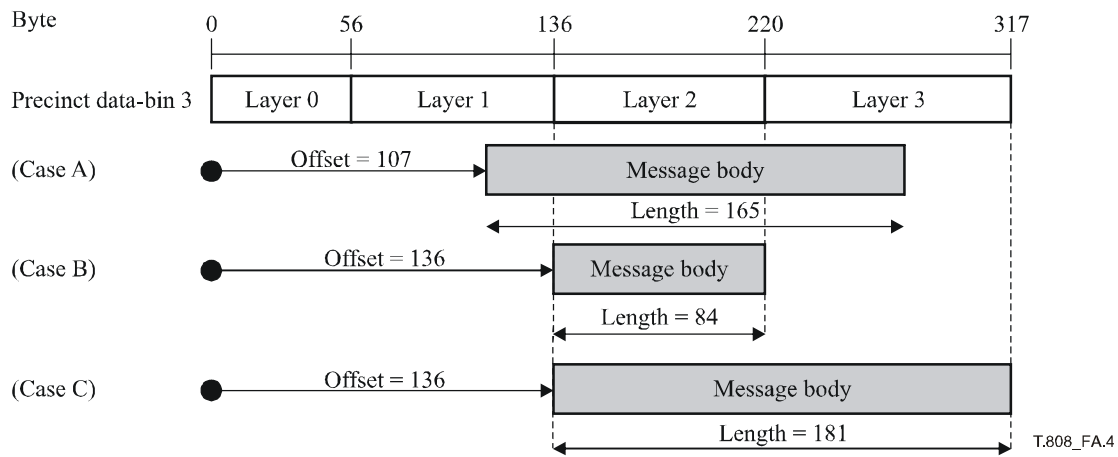 Byte 0 56 136 220 317
Precinct data-bin 3 Layer 0 Layer 1 Layer 2 Layer 3
(Case A) Offset = 107 Message body
Length = 165
(Case B) Offset = 136 Message body
Length = 84
(Case C) Offset = 136 Message body
Length = 181
T.808_FA.4